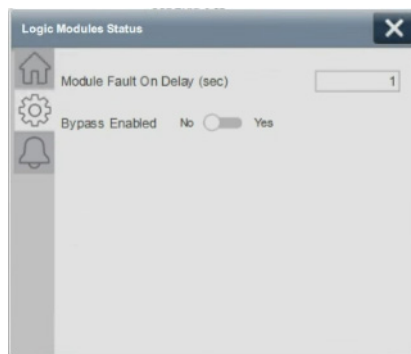 Logic Modules Status
Module Fault On Delay (sec) 1
Bypass Enabled No Yes